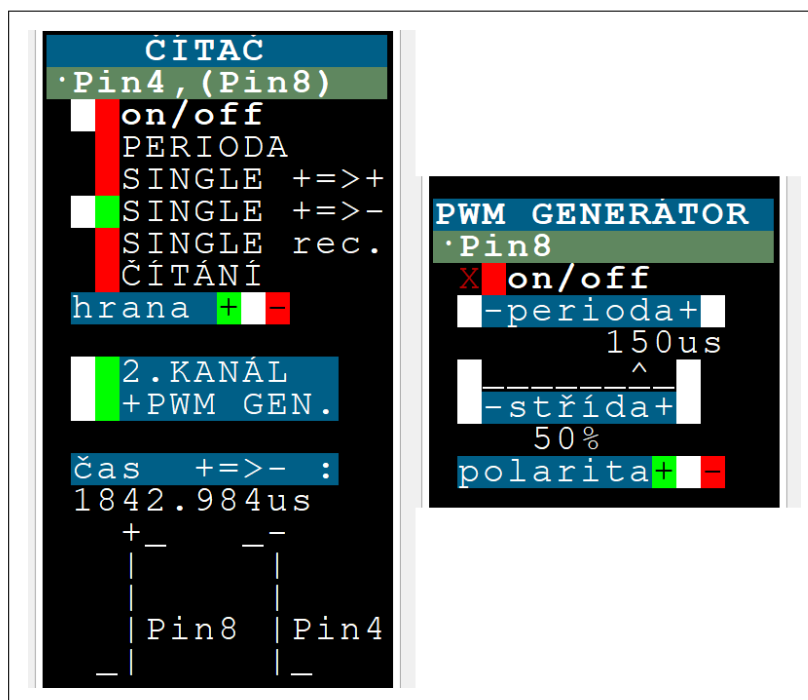 ČÍTAČ
·Pin4,(Pin8)
on/off
PERIODA
SINGLE +=>+
SINGLE +=>-
SINGLE rec.
ČÍTÁNÍ
hrana + -
2.KANÁL
+PWM GEN.
čas +=>- :
1842.984us
+_ _-
| |
| |
|Pin8 |Pin4
_| |_
PWM GENERÁTOR
·Pin8
X on/off
-perioda+
150us
________^_
-střída+
50%
polarita+ -